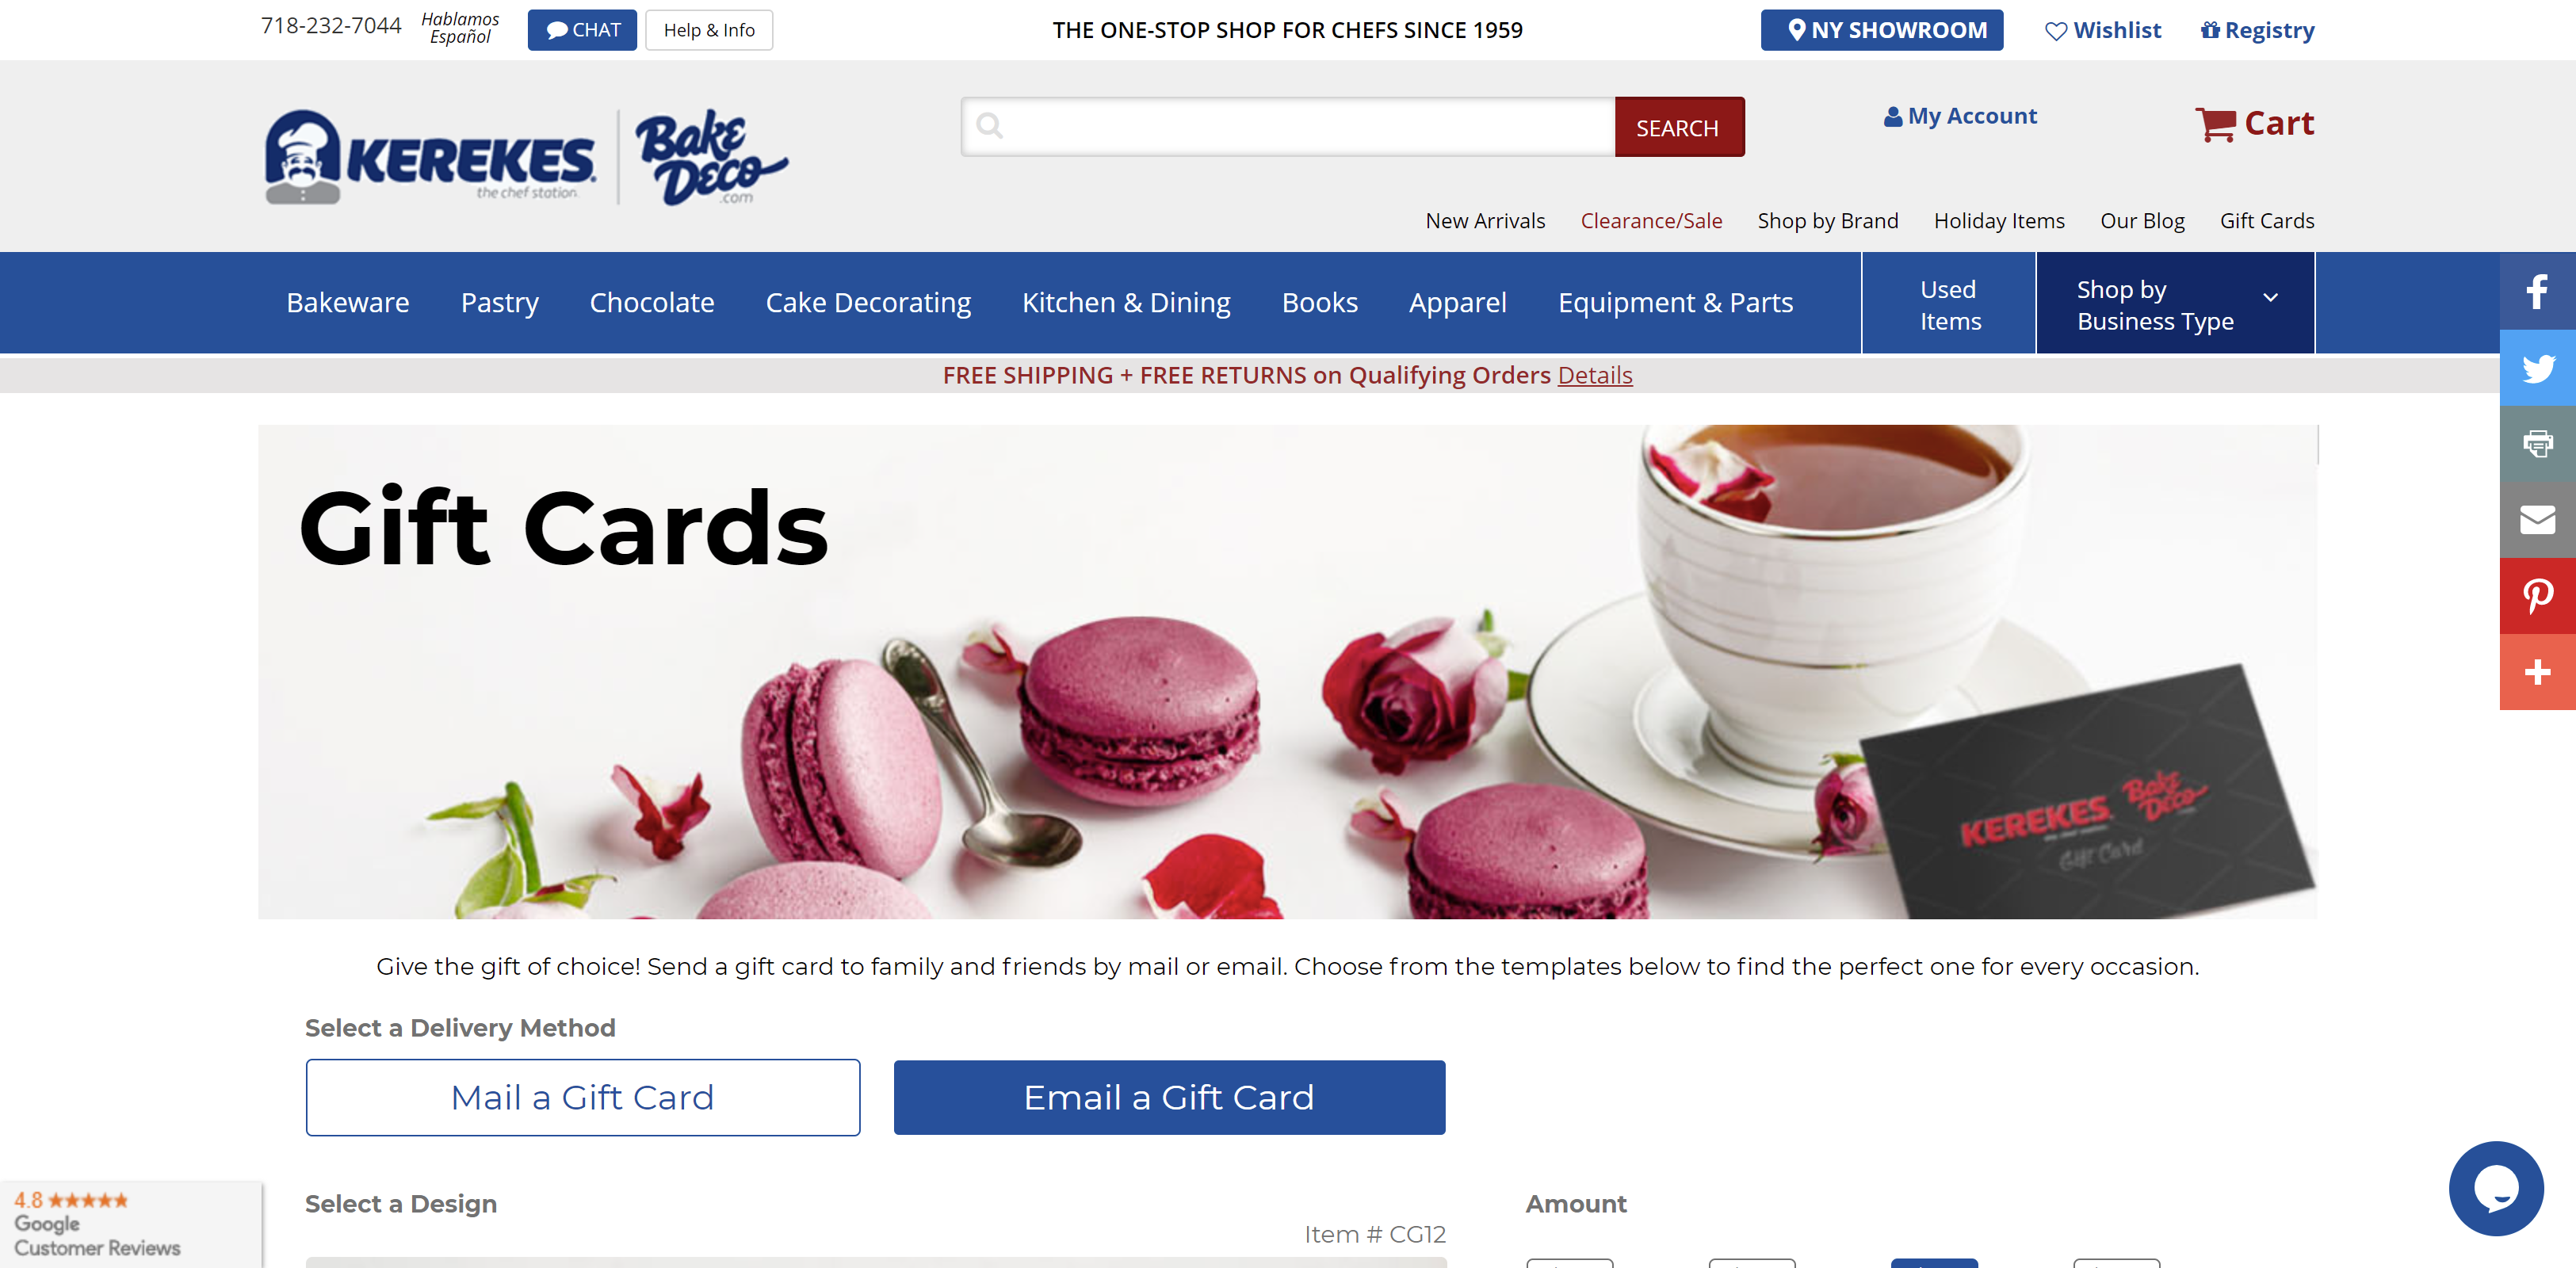 718-232-7044
Hablamos
Español
CHAT
Help & Info
THE ONE-STOP SHOP FOR CHEFS SINCE 1959
NY SHOWROOM
Wishlist
Registry
KEREKES.
the chef station.
Bake
Deco
.com
SEARCH
My Account
Cart
New Arrivals
Clearance/Sale
Shop by Brand
Holiday Items
Our Blog
Gift Cards
Bakeware
Pastry
Chocolate
Cake Decorating
Kitchen & Dining
Books
Apparel
Equipment & Parts
Used
Items
Shop by
Business Type
FREE SHIPPING + FREE RETURNS on Qualifying Orders Details
Gift Cards
KEREKES.
Bake
Deco
Gift Card
Give the gift of choice! Send a gift card to family and friends by mail or email. Choose from the templates below to find the perfect one for every occasion.
Select a Delivery Method
Mail a Gift Card
Email a Gift Card
Select a Design
Item # CG12
Amount
4.8
Google
Customer Reviews